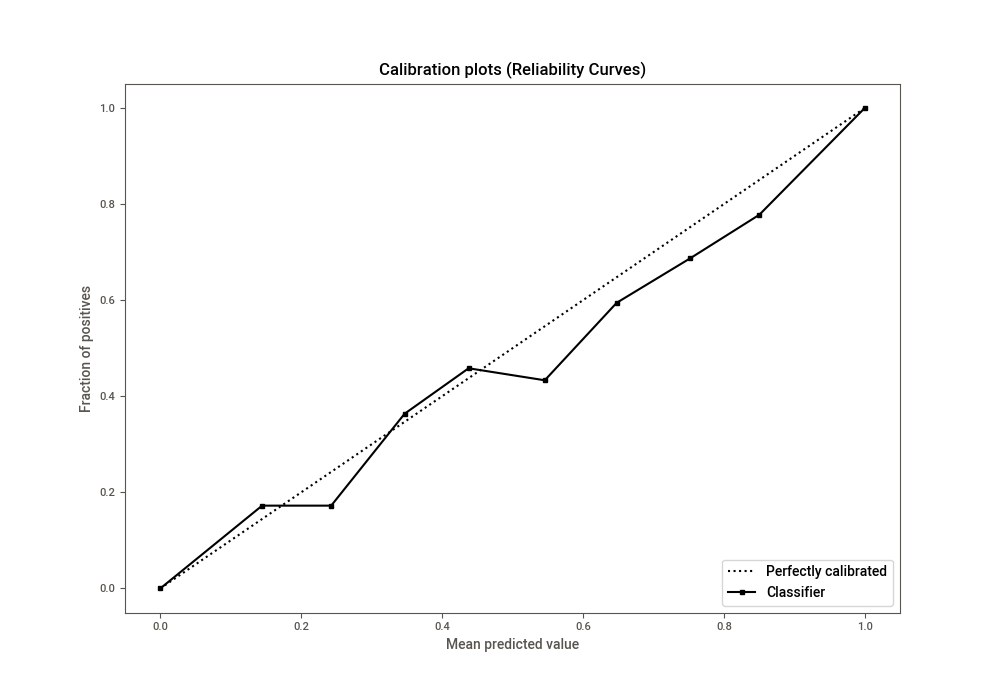 Calibration plots (Reliability Curves)
Fraction of positives
1.0
0.8
0.6
0.4
0.2
0.0
0.0 0.2 0.4 0.6 0.8 1.0
Mean predicted value
Perfectly calibrated
Classifier